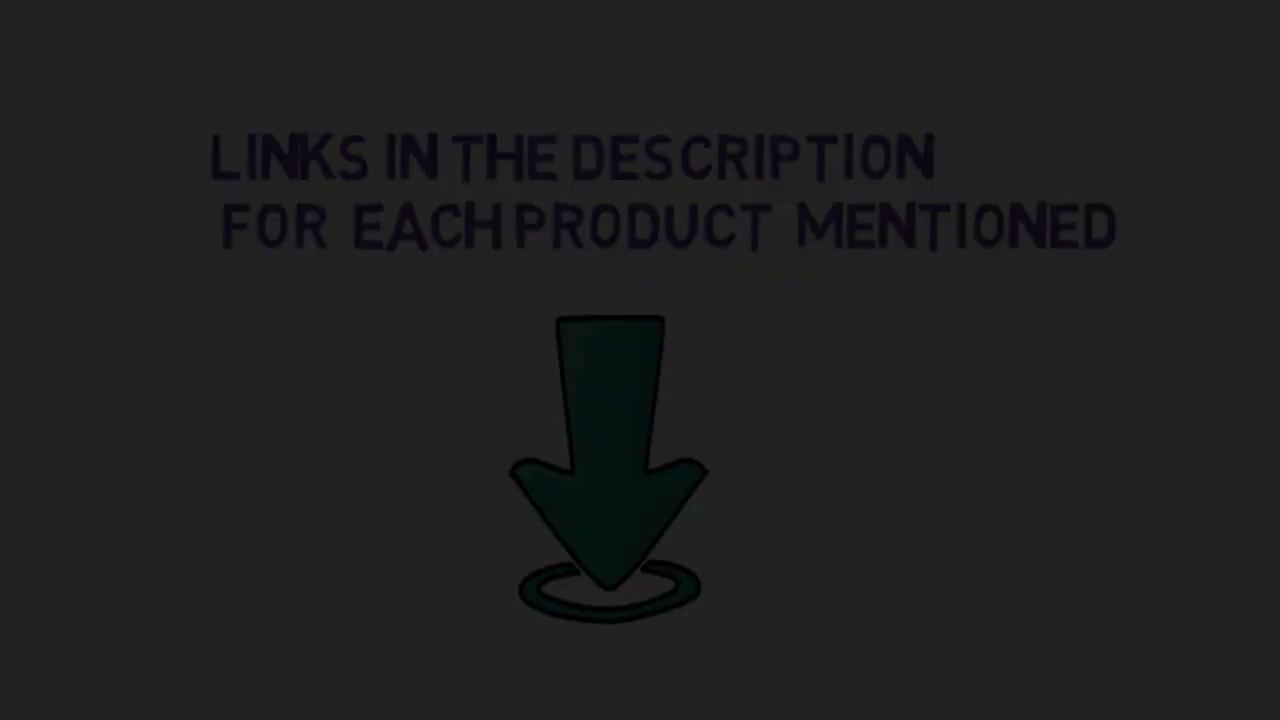 LINKS IN THE DESCRIPTION
FOR EACH PRODUCT MENTIONED